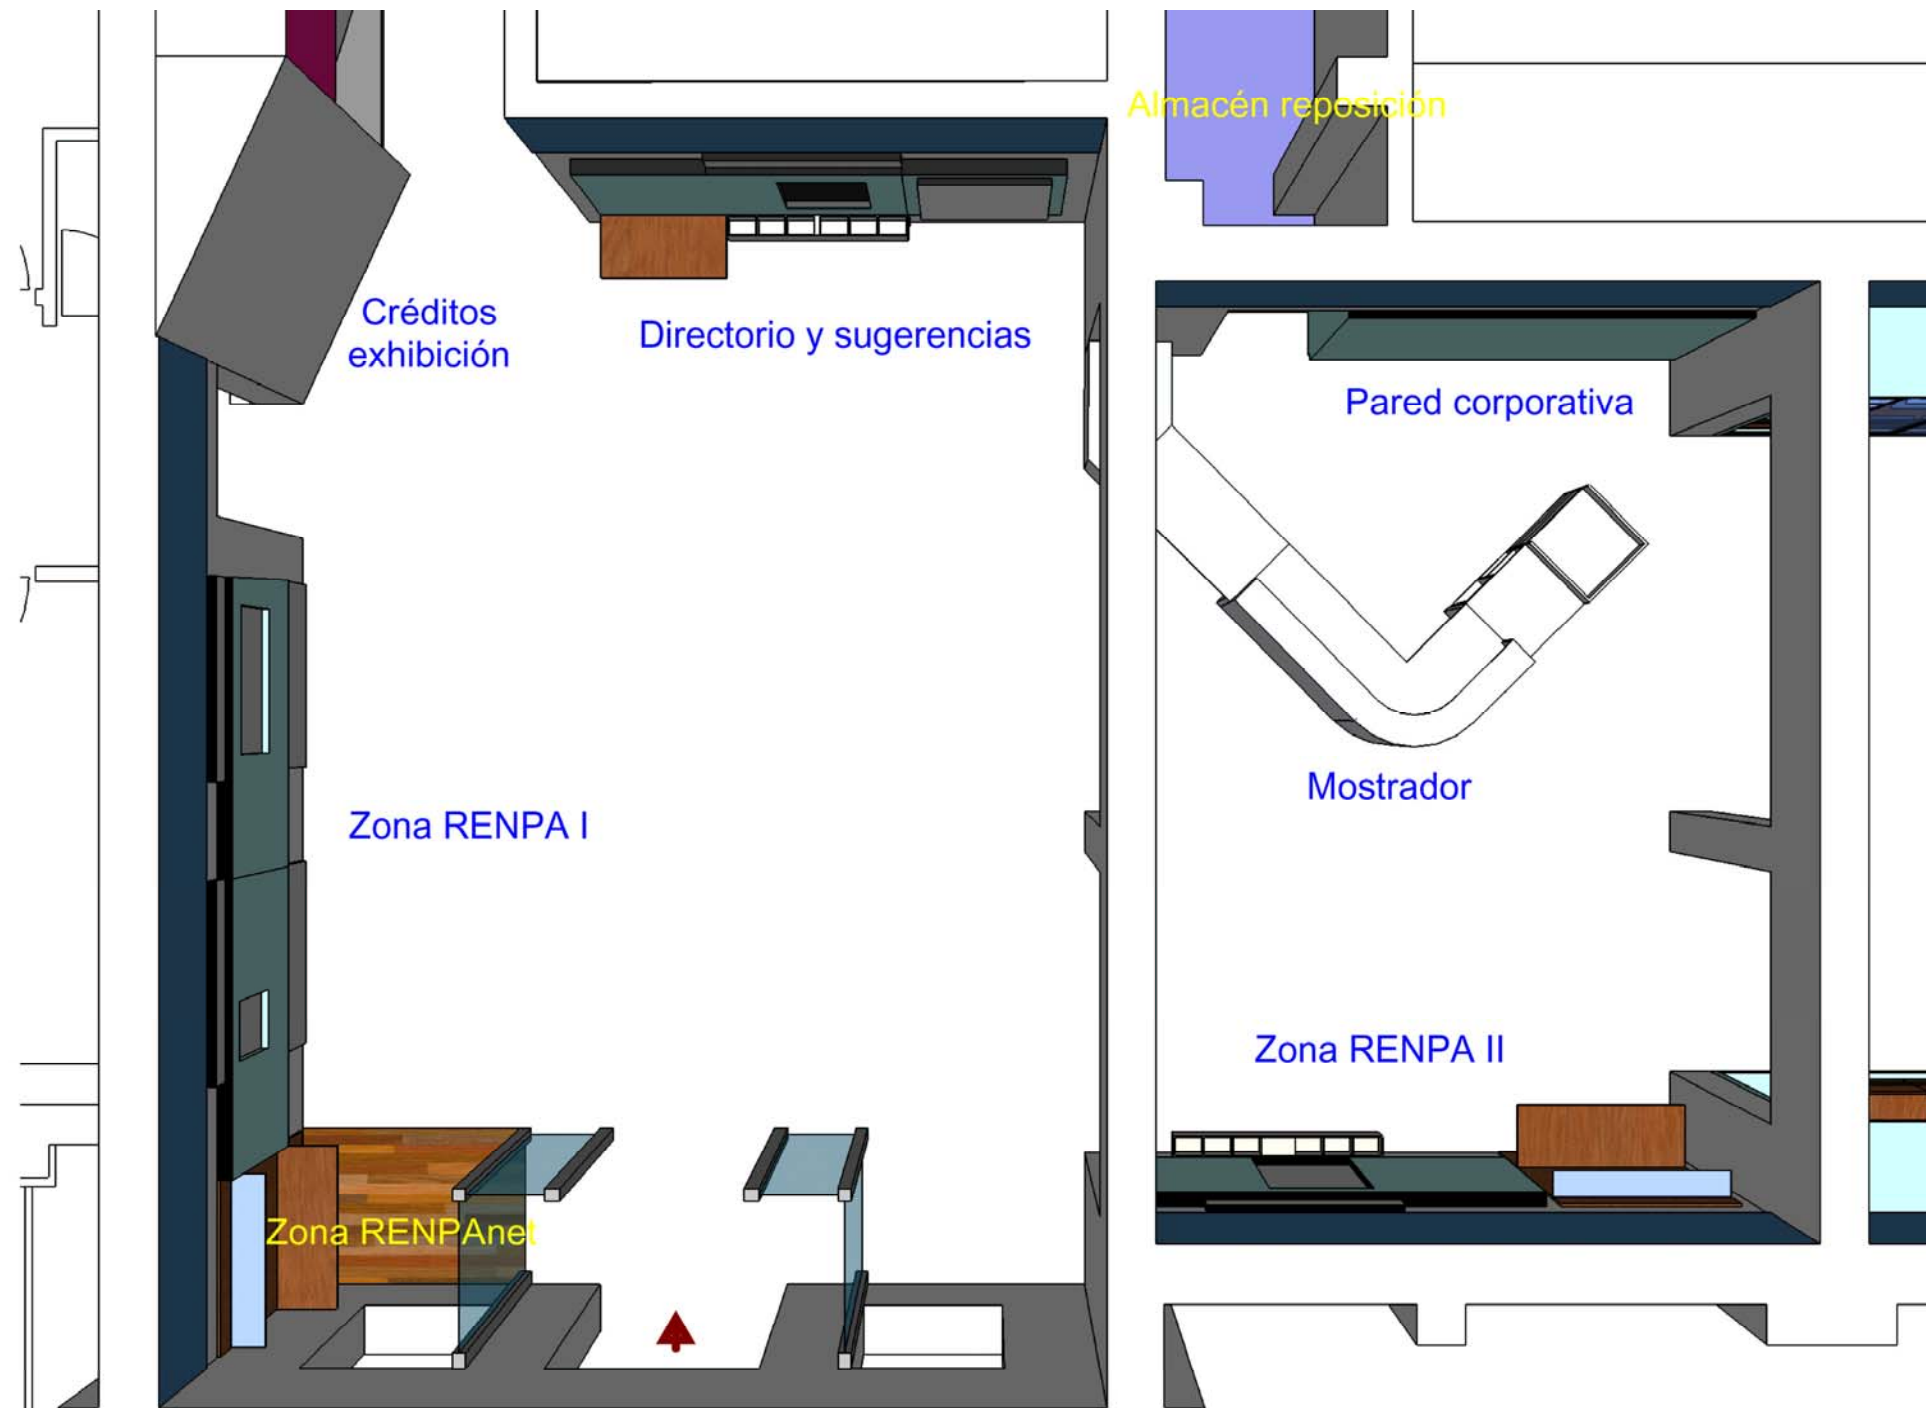 Almacén reposición
Créditos
exhibición
Directorio y sugerencias
Pared corporativa
Mostrador
Zona RENPA I
Zona RENPA II
Zona RENPAnet